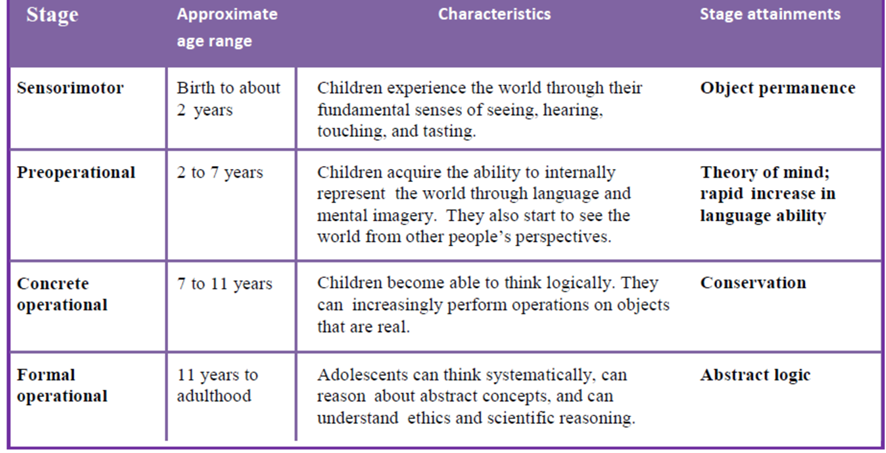 Stage
Approximate
age range
Characteristics
Stage attainments
Sensorimotor
Birth to about
2 years
Children experience the world through their
fundamental senses of seeing, hearing,
touching, and tasting.
Object permanence
Preoperational
2 to 7 years
Children acquire the ability to internally
represent the world through language and
mental imagery. They also start to see the
world from other people's perspectives.
Theory of mind;
rapid increase in
language ability
Concrete
operational
7 to 11 years
Children become able to think logically. They
can increasingly perform operations on objects
that are real.
Conservation
Formal
operational
11 years to
adulthood
Adolescents can think systematically, can
reason about abstract concepts, and can
understand ethics and scientific reasoning.
Abstract logic